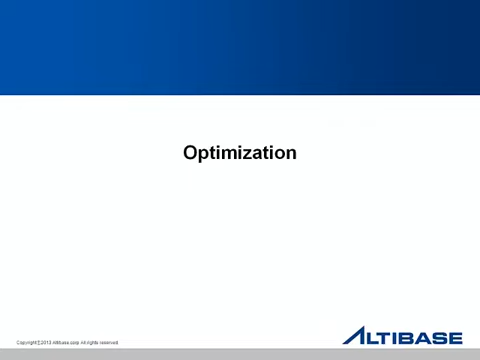 Optimization
Copyright ⓒ 2013 Altibase corp. All rights reserved.
ALTIBASE